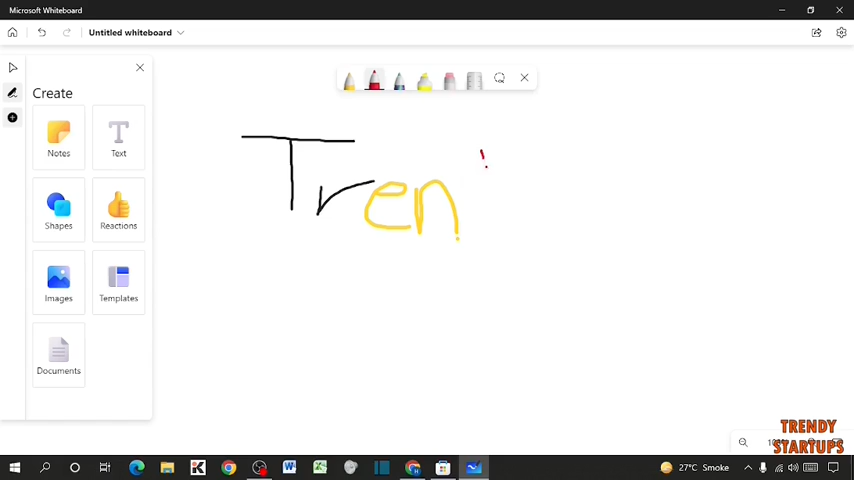 Microsoft Whiteboard
Untitled whiteboard
Create
Notes
Text
Shapes
Reactions
Images
Templates
Documents
Tren
TRENDY
STARTUPS
27°C Smoke